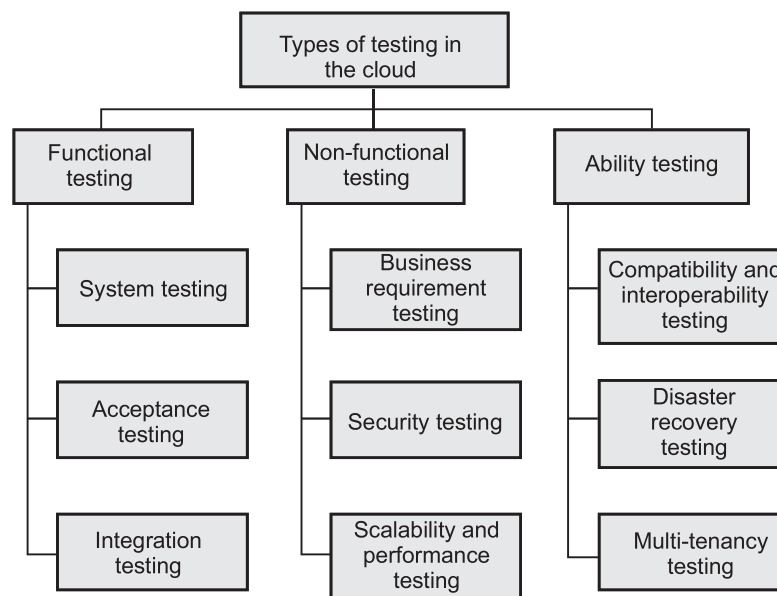 Types of testing in
the cloud
Functional
testing
Non-functional
testing
Ability testing
System testing
Business
requirement
testing
Compatibility and
interoperability
testing
Acceptance
testing
Security testing
Disaster
recovery
testing
Integration
testing
Scalability and
performance
testing
Multi-tenancy
testing